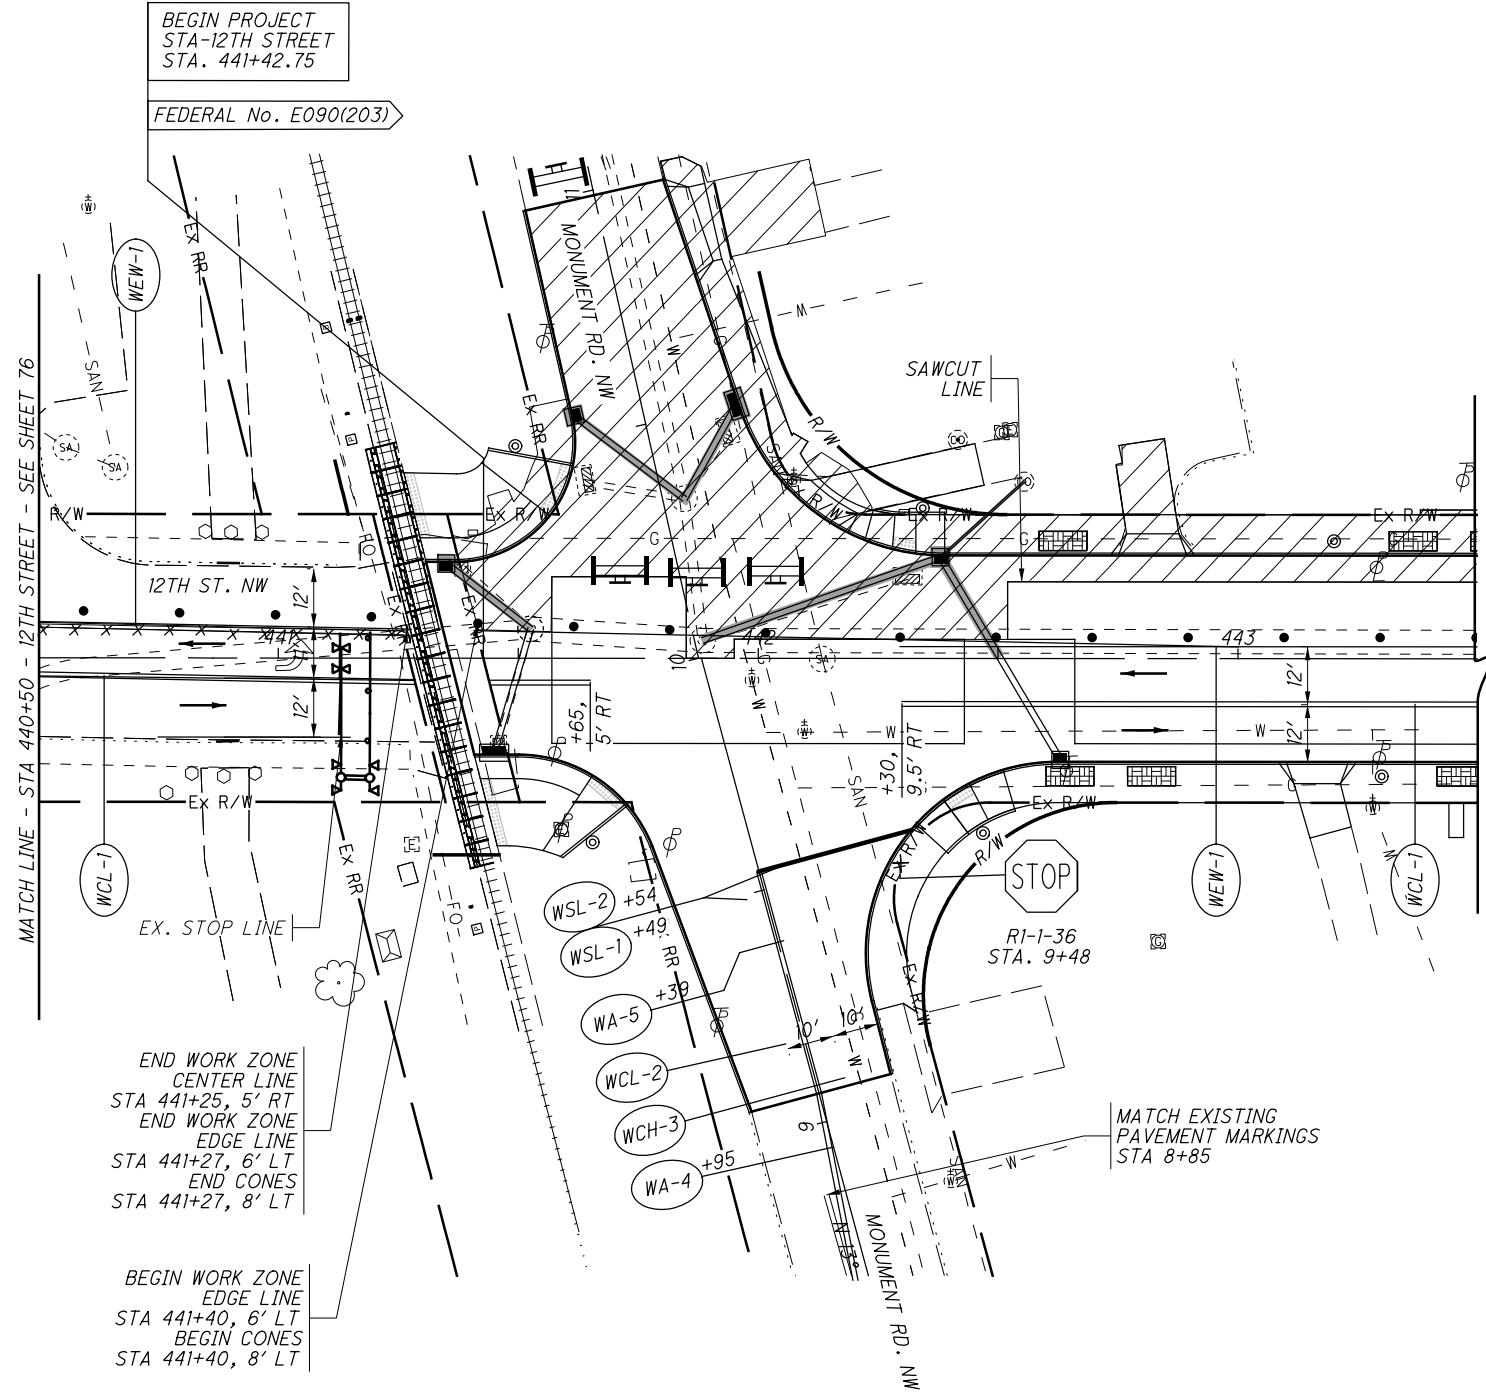 BEGIN PROJECT
STA-12TH STREET
STA. 441+42.75
FEDERAL No. E090(203)
WEW-1
EX RR
MONUMENT RD. NW
11
W
Ex RR
W
SAN
SAWCUT
LINE
R/W
MATCH LINE - STA 440+50 - 12TH STREET - SEE SHEET 76
SA
SA
R/W
Ex R/W
Ex R/W
Ex R/W
G
G
FO
12TH ST. NW
12'
441
442
443
10
SA
12'
12'
12'
12'
+65,
5' RT
+30,
9.5' RT
W
W
W
SAN
Ex R/W
Ex R/W
WCL-1
Ex RR
EX. STOP LINE
FO
E
WSL-2
+54
WSL-1
+49
RR
WA-5
+39
WCL-2
10'
10'
WCH-3
WA-4
+95
9
Ex R/W
R/W
STOP
R1-1-36
STA. 9+48
G
WEW-1
WCL-1
Ex R/W
W
END WORK ZONE
CENTER LINE
STA 441+25, 5' RT
END WORK ZONE
EDGE LINE
STA 441+27, 6' LT
END CONES
STA 441+27, 8' LT
MATCH EXISTING
PAVEMENT MARKINGS
STA 8+85
SAN
W
N 13°
MONUMENT RD. NW
BEGIN WORK ZONE
EDGE LINE
STA 441+40, 6' LT
BEGIN CONES
STA 441+40, 8' LT